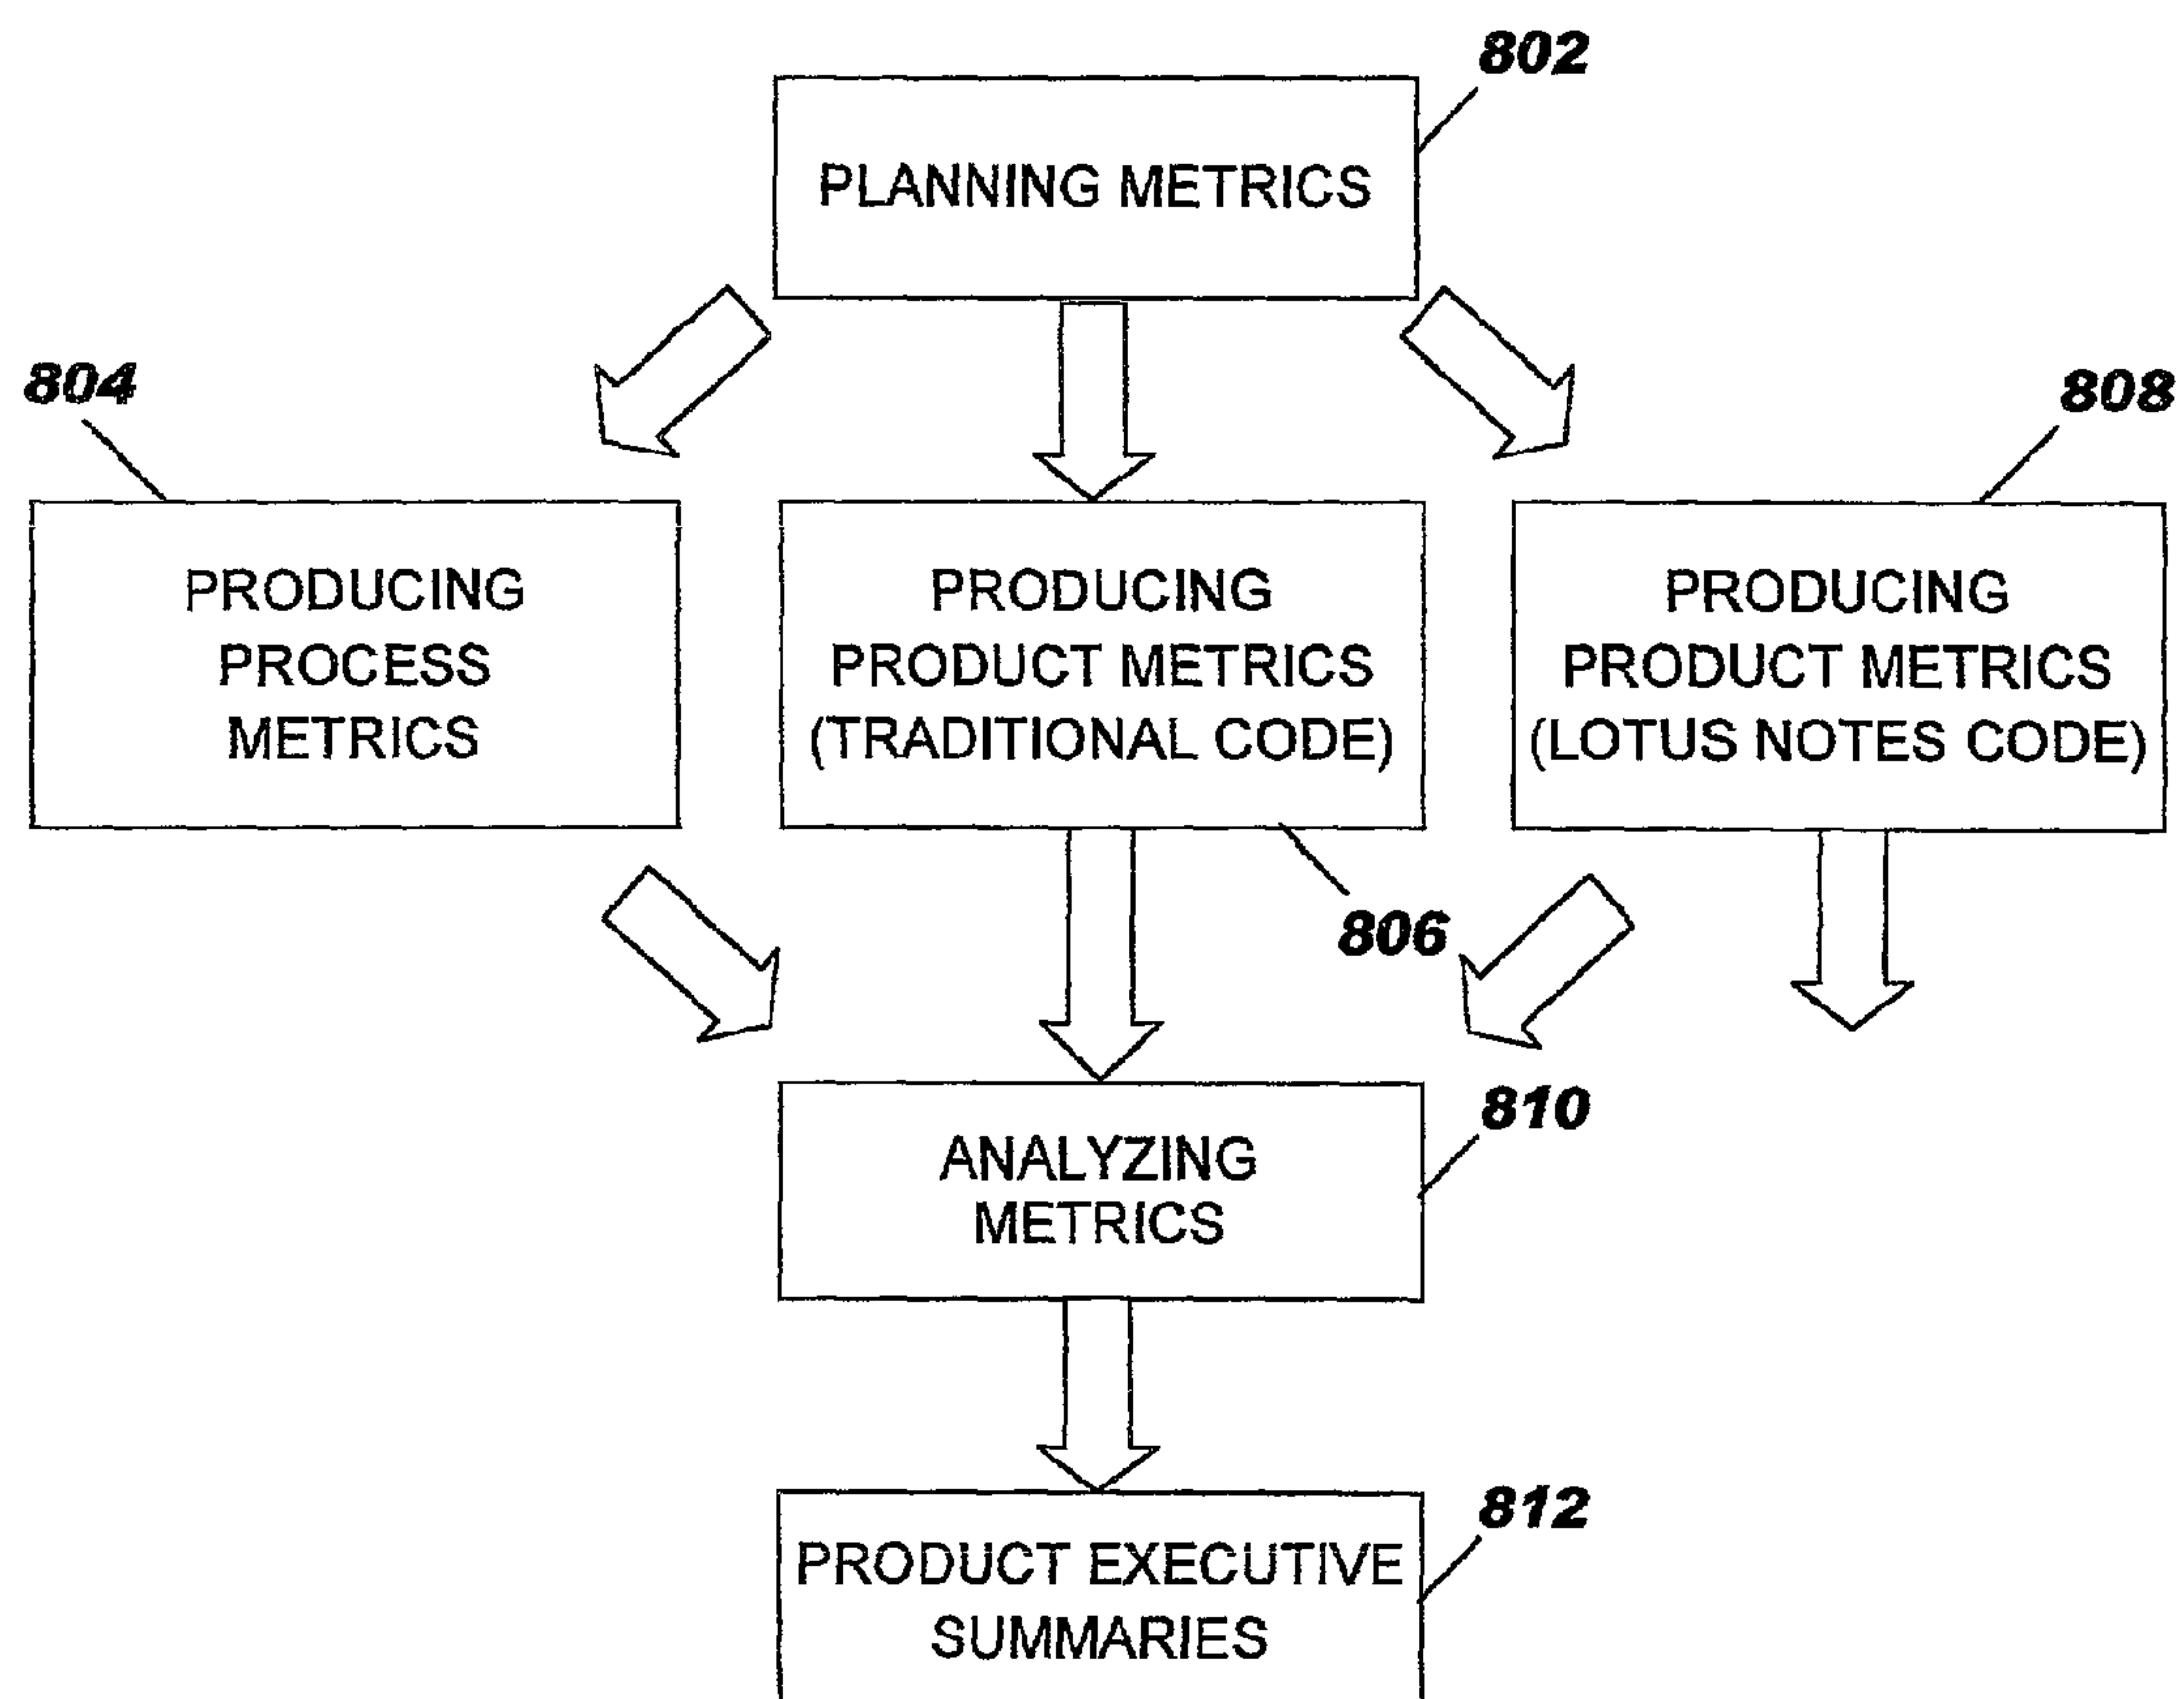 802
PLANNING METRICS
804
808
PRODUCING
PROCESS
METRICS
PRODUCING
PRODUCT METRICS
(TRADITIONAL CODE)
PRODUCING
PRODUCT METRICS
(LOTUS NOTES CODE)
806
810
ANALYZING
METRICS
812
PRODUCT EXECUTIVE
SUMMARIES